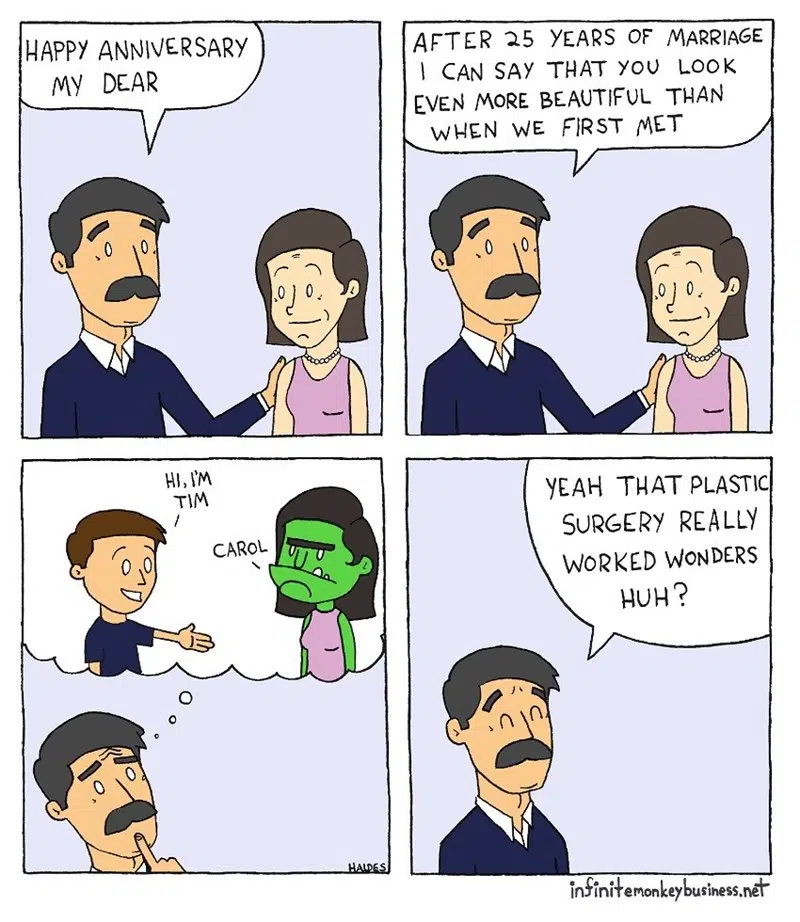 HAPPY ANNIVERSARY
MY DEAR
AFTER 25 YEARS OF MARRIAGE
I CAN SAY THAT YOU LOOK
EVEN MORE BEAUTIFUL THAN
WHEN WE FIRST MET
HI, I'M
TIM
CAROL
HALDES
YEAH THAT PLASTIC
SURGERY REALLY
WORKED WONDERS
HUH?
infinitemonkeybusiness.net